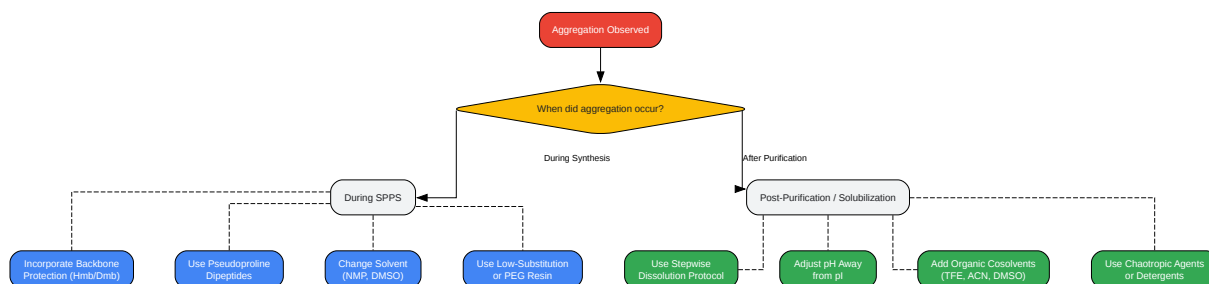 Aggregation Observed
When did aggregation occur?
During Synthesis
After Purification
During SPPS
Post-Purification / Solubilization
Incorporate Backbone
Protection (Hmb/Dmb)
Use Pseudoproline
Dipeptides
Change Solvent
(NMP, DMSO)
Use Low-Substitution
or PEG Resin
Use Stepwise
Dissolution Protocol
Adjust pH Away
from pI
Add Organic Cosolvents
(TFE, ACN, DMSO)
Use Chaotropic Agents
or Detergents